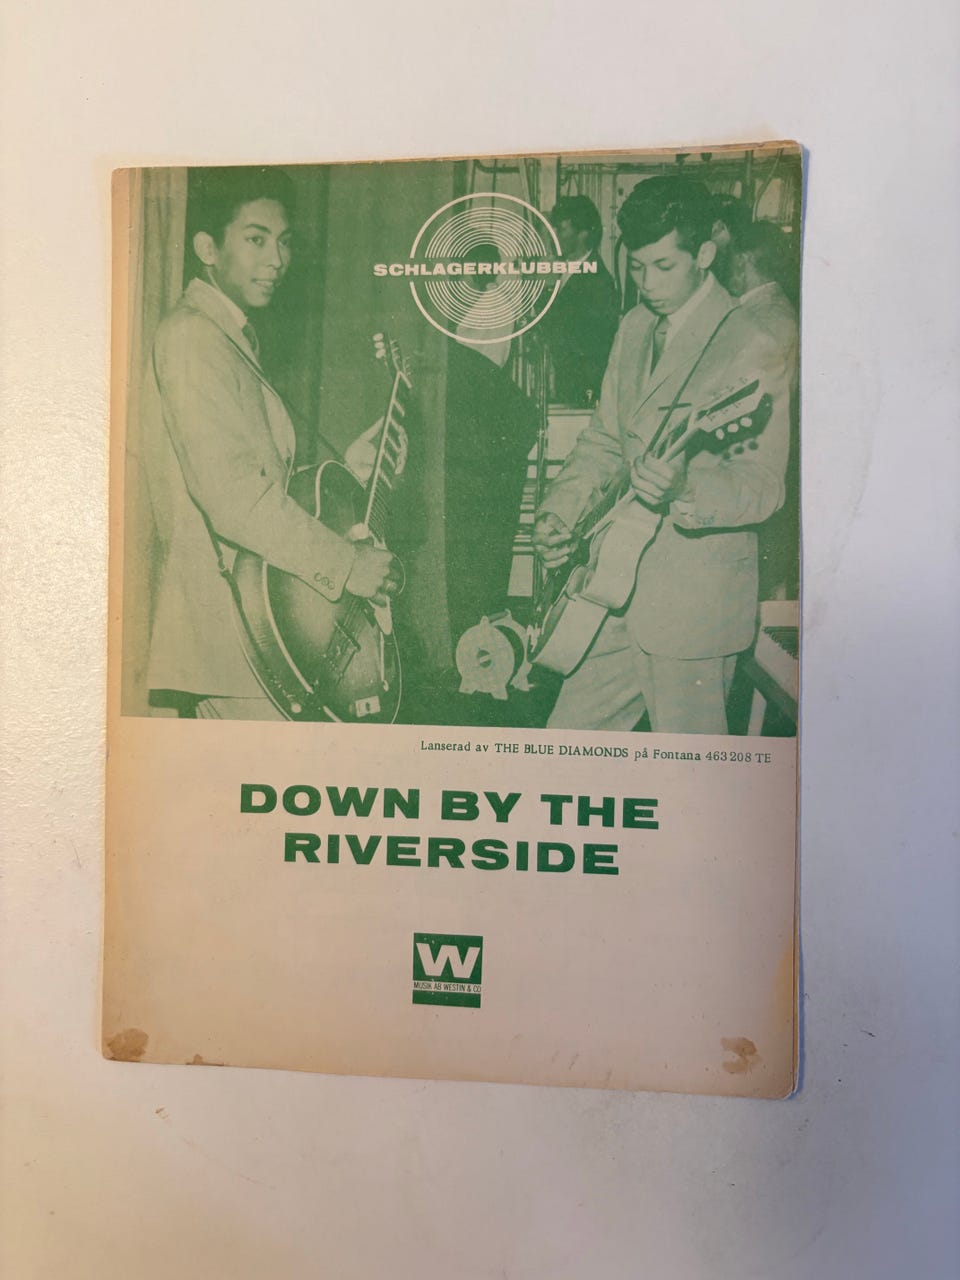 SCHLAGERKLUBBEN
Lanserad av THE BLUE DIAMONDS på Fontana 463 208 TE
DOWN BY THE
RIVERSIDE
W
MUSIK AB WESTIN & CO